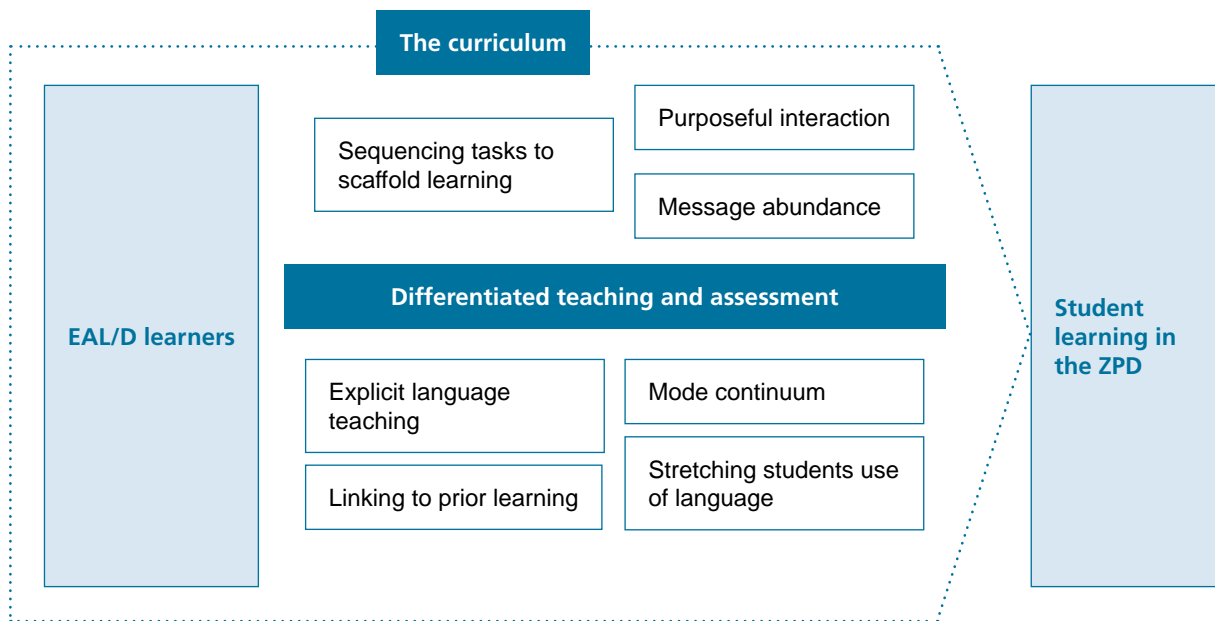 The curriculum
EAL/D learners
Sequencing tasks to
scaffold learning
Purposeful interaction
Message abundance
Differentiated teaching and assessment
Explicit language
teaching
Linking to prior learning
Mode continuum
Stretching students use
of language
Student
learning in
the ZPD